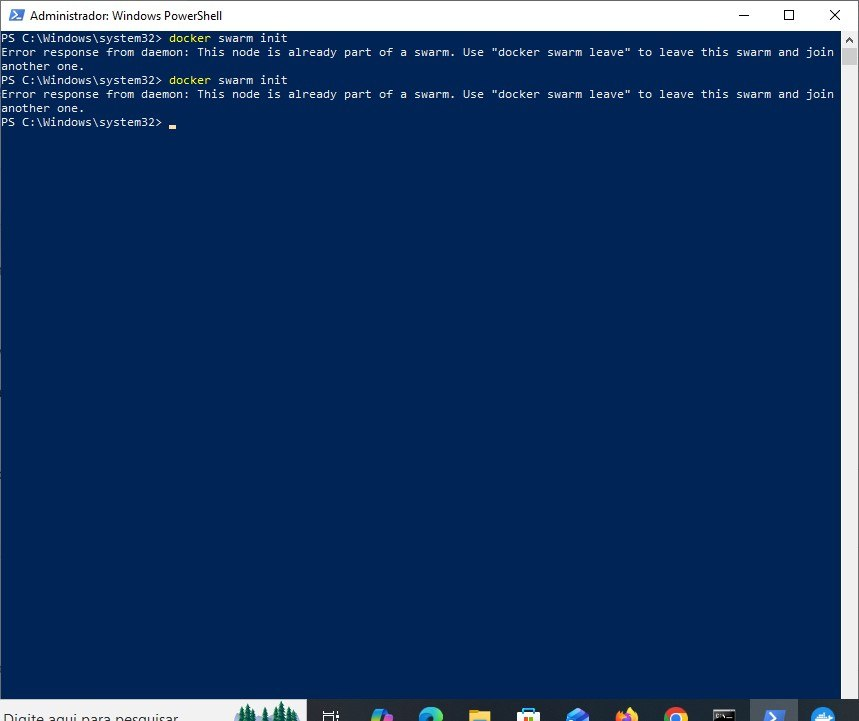 Administrador: Windows PowerShell
PS C:\Windows\system32> docker swarm init
Error response from daemon: This node is already part of a swarm. Use "docker swarm leave" to leave this swarm and join
another one.
PS C:\Windows\system32> docker swarm init
Error response from daemon: This node is already part of a swarm. Use "docker swarm leave" to leave this swarm and join
another one.
PS C:\Windows\system32>
Digite aqui para pesquisar